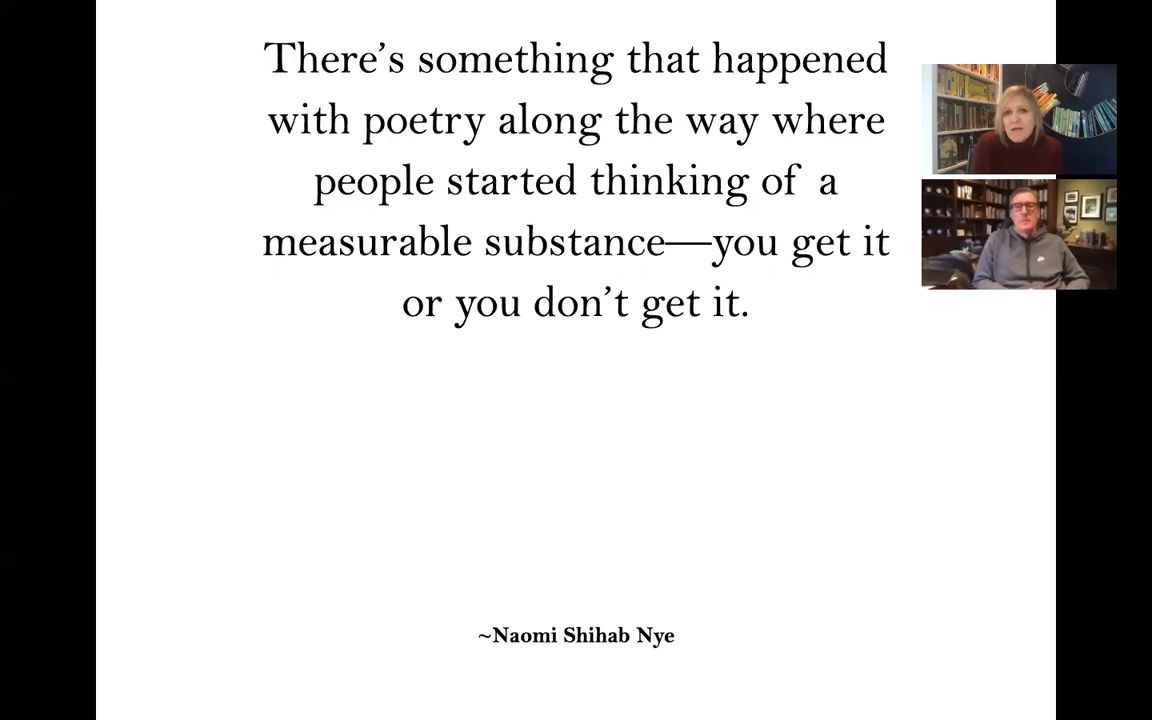 There’s something that happened
with poetry along the way where
people started thinking of a
measurable substance—you get it
or you don’t get it.
~Naomi Shihab Nye